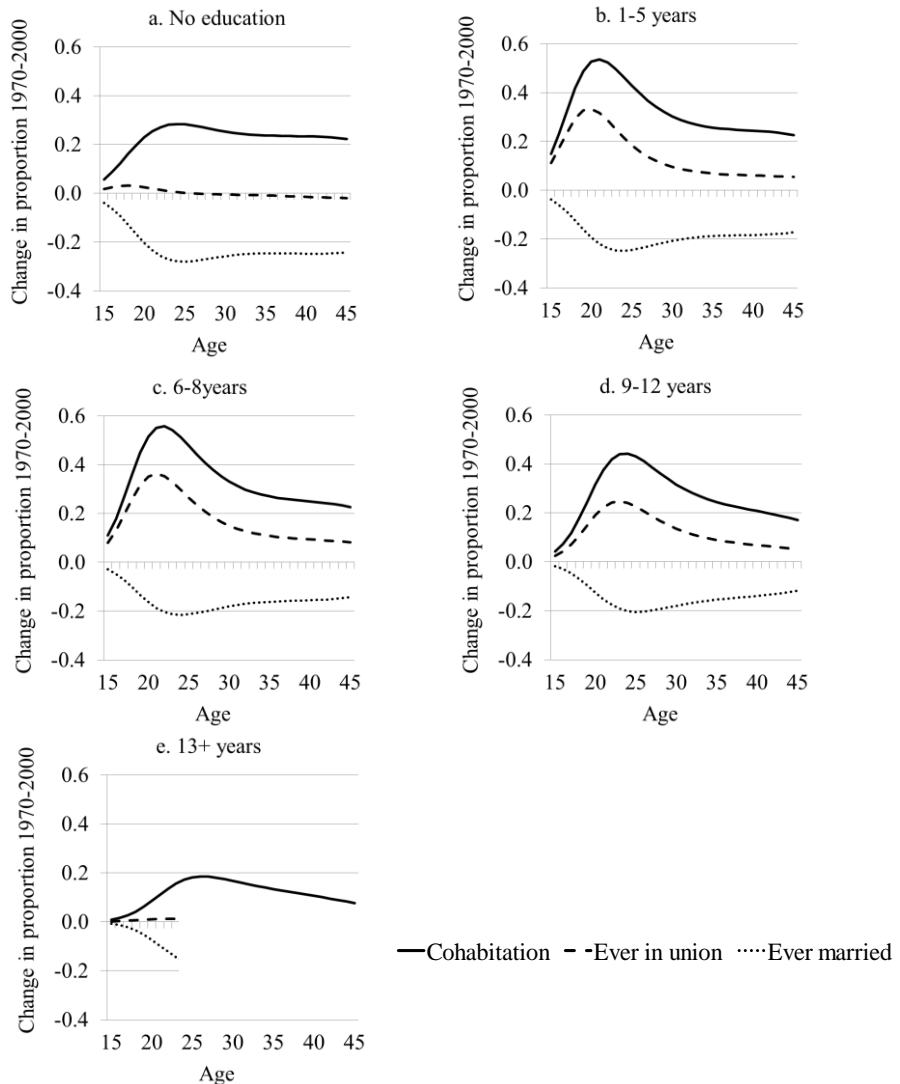 a. No education
Change in proportion 1970-2000
0.6
0.4
0.2
0.0
-0.2
-0.4
15 20 25 30 35 40 45
Age
b. 1-5 years
Change in proportion 1970-2000
0.6
0.4
0.2
0.0
-0.2
-0.4
15 20 25 30 35 40 45
Age
c. 6-8years
Change in proportion 1970-2000
0.6
0.4
0.2
0.0
-0.2
-0.4
15 20 25 30 35 40 45
Age
d. 9-12 years
Change in proportion 1970-2000
0.6
0.4
0.2
0.0
-0.2
-0.4
15 20 25 30 35 40 45
Age
e. 13+ years
Change in proportion 1970-2000
0.6
0.4
0.2
0.0
-0.2
-0.4
15 20 25 30 35 40 45
Age
Cohabitation Ever in union Ever married